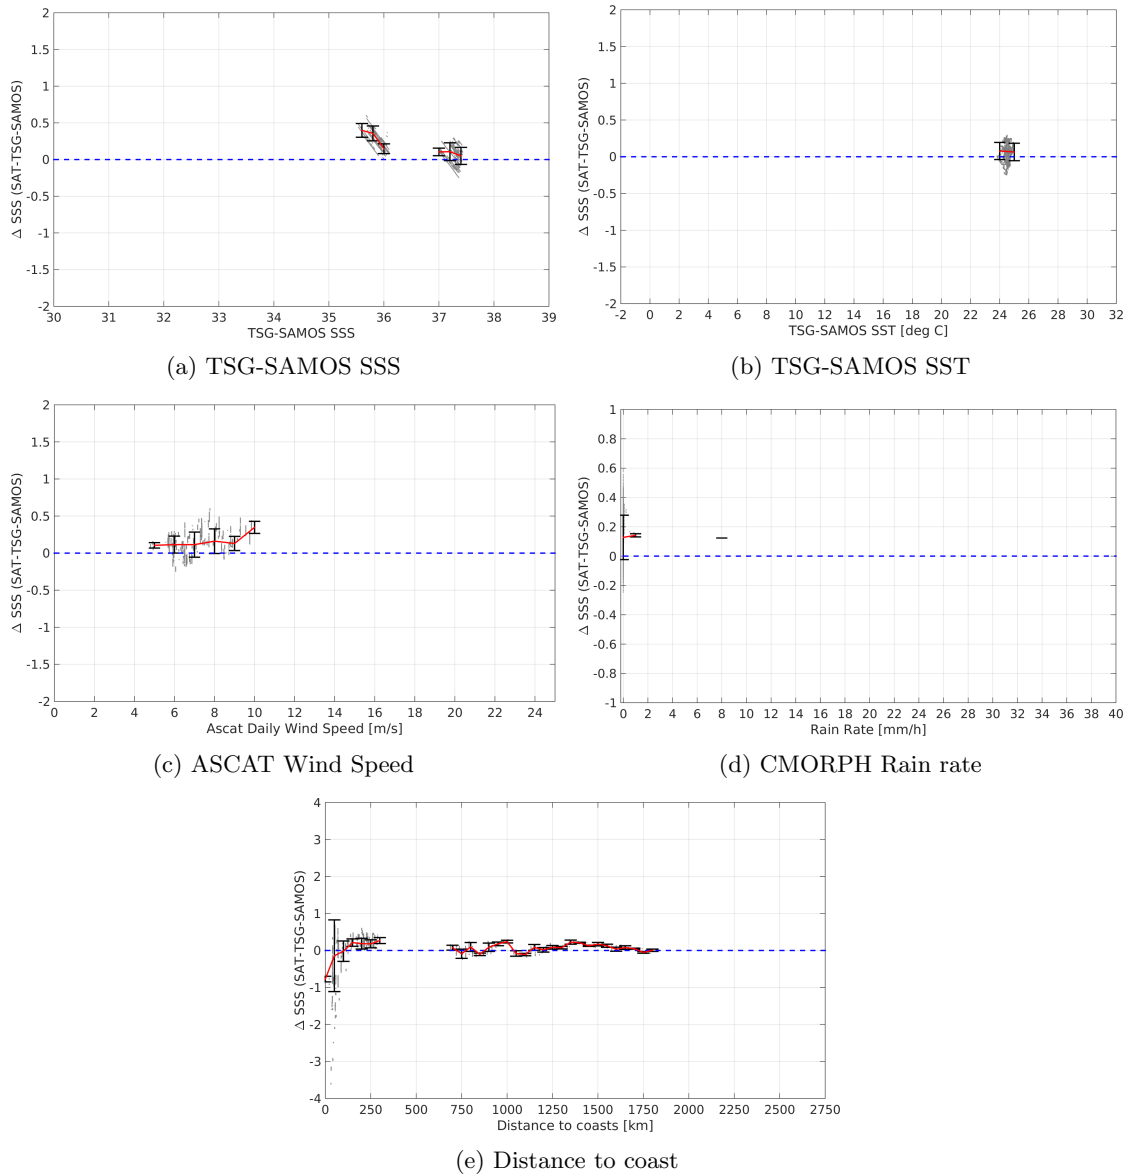 2
1.5
1
0.5
0
-0.5
-1
-1.5
-2
Δ SSS (SAT-TSG-SAMOS)
30 31 32 33 34 35 36 37 38 39
TSG-SAMOS SSS
(a) TSG-SAMOS SSS
2
1.5
1
0.5
0
-0.5
-1
-1.5
-2
Δ SSS (SAT-TSG-SAMOS)
-2 0 2 4 6 8 10 12 14 16 18 20 22 24 26 28 30 32
TSG-SAMOS SST [deg C]
(b) TSG-SAMOS SST
2
1.5
1
0.5
0
-0.5
-1
-1.5
-2
Δ SSS (SAT-TSG-SAMOS)
0 2 4 6 8 10 12 14 16 18 20 22 24
Ascat Daily Wind Speed [m/s]
(c) ASCAT Wind Speed
1
0.8
0.6
0.4
0.2
0
-0.2
-0.4
-0.6
-0.8
-1
Δ SSS (SAT-TSG-SAMOS)
0 2 4 6 8 10 12 14 16 18 20 22 24 26 28 30 32 34 36 38 40
Rain Rate [mm/h]
(d) CMORPH Rain rate
4
3
2
1
0
-1
-2
-3
-4
Δ SSS (SAT-TSG-SAMOS)
0 250 500 750 1000 1250 1500 1750 2000 2250 2500 2750
Distance to coasts [km]
(e) Distance to coast